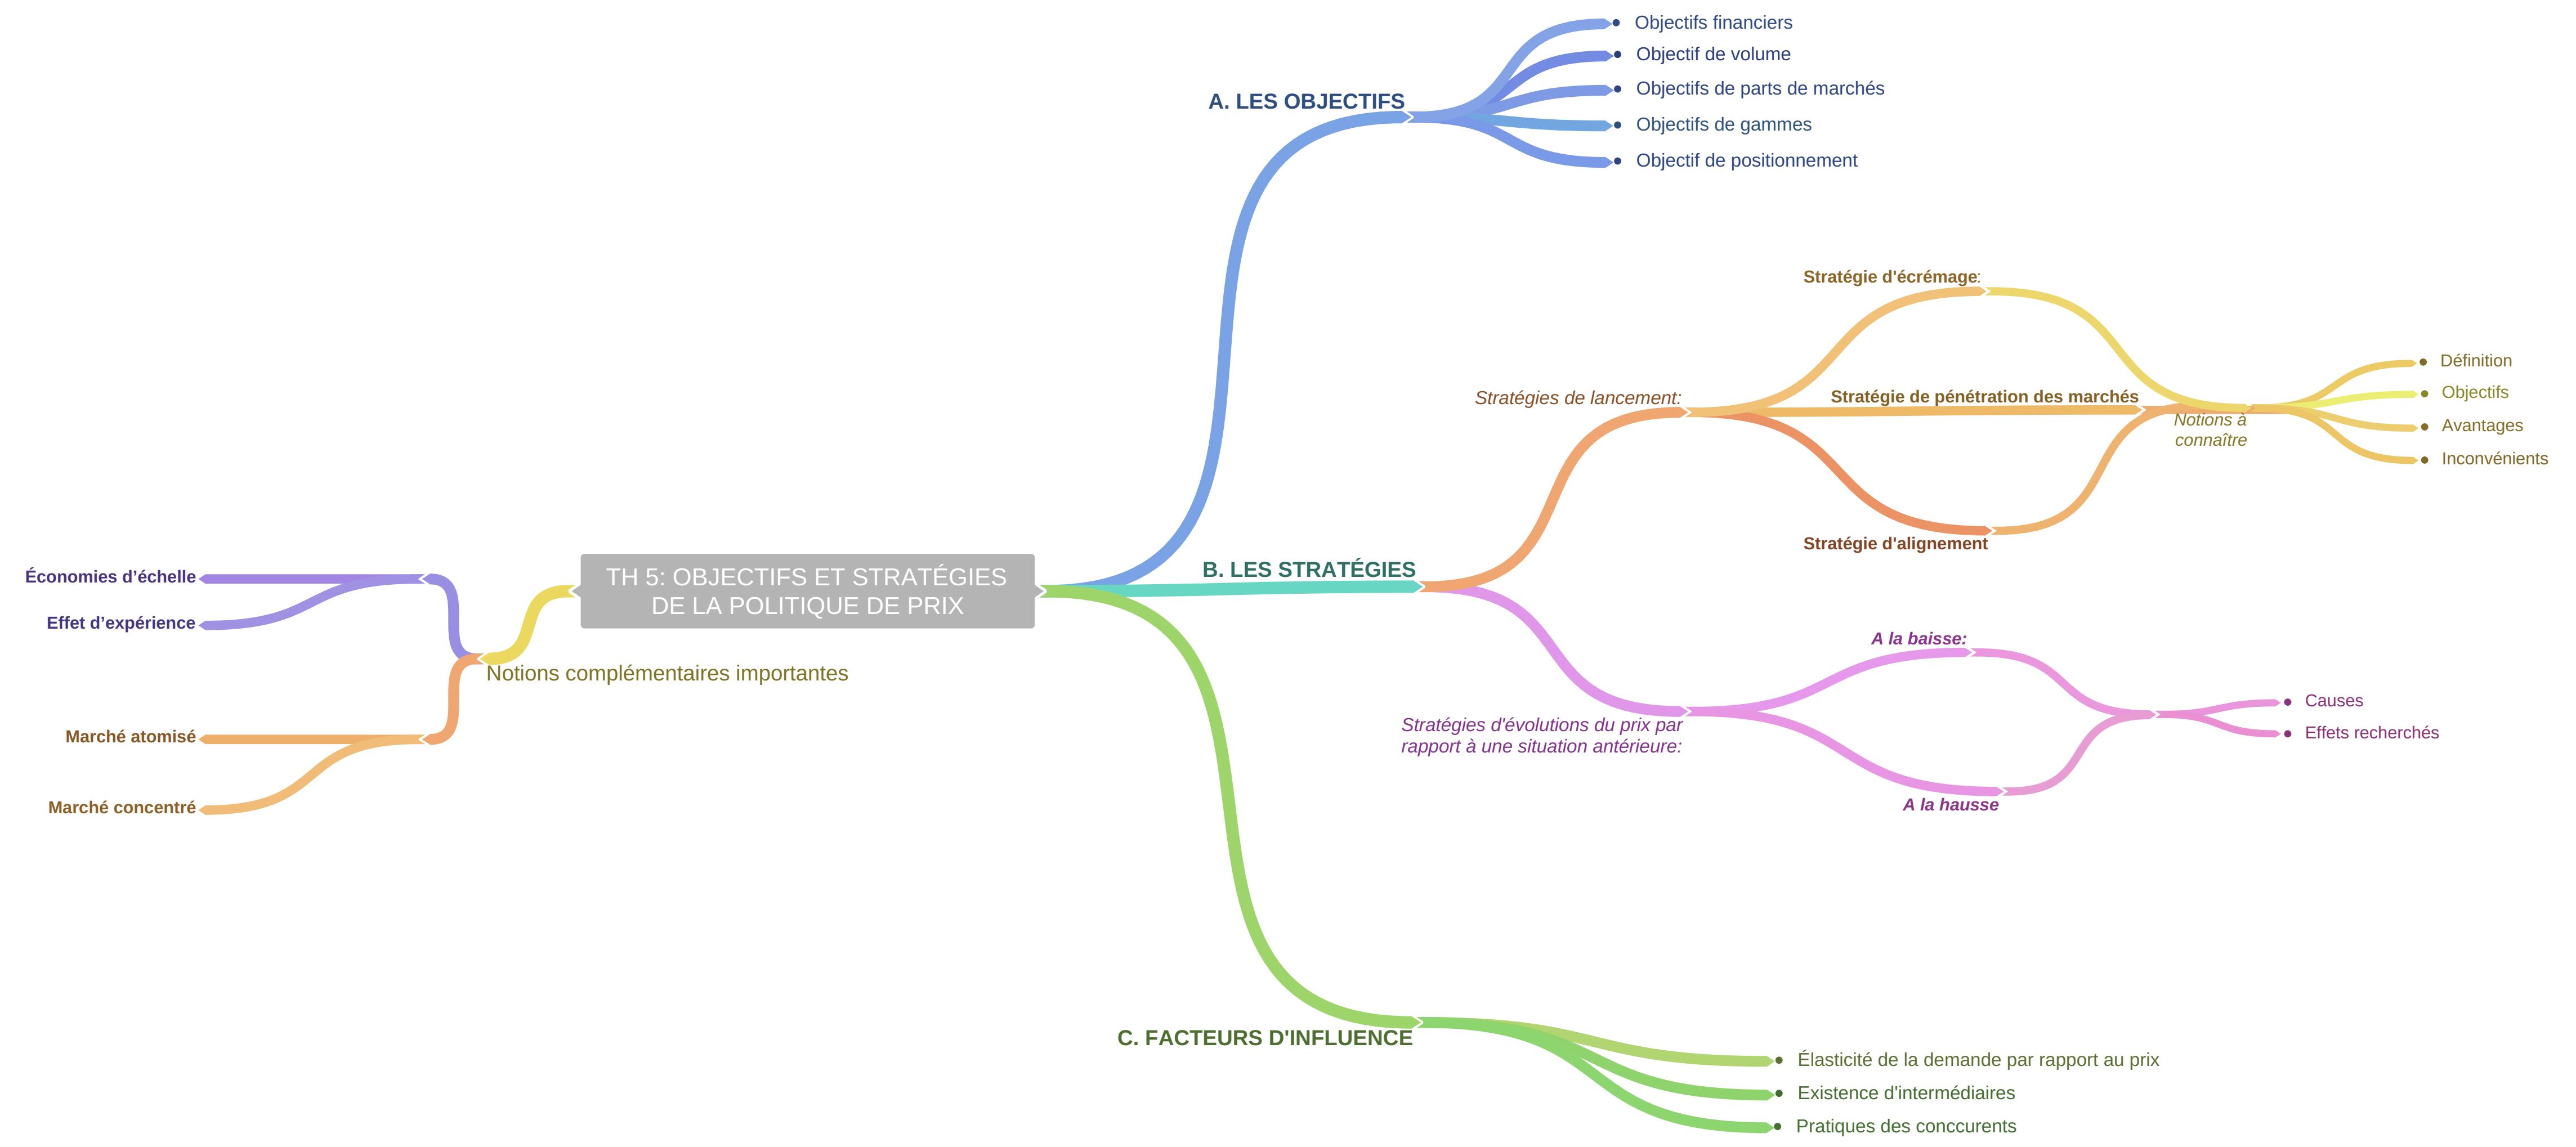 TH 5: OBJECTIFS ET STRATÉGIES
DE LA POLITIQUE DE PRIX
A. LES OBJECTIFS
Objectifs financiers
Objectif de volume
Objectifs de parts de marchés
Objectifs de gammes
Objectif de positionnement
B. LES STRATÉGIES
Stratégies de lancement:
Stratégie d'écrémage:
Stratégie de pénétration des marchés
Stratégie d'alignement
Notions à
connaître
Définition
Objectifs
Avantages
Inconvénients
Stratégies d'évolutions du prix par
rapport à une situation antérieure:
A la baisse:
A la hausse
Causes
Effets recherchés
C. FACTEURS D'INFLUENCE
Élasticité de la demande par rapport au prix
Existence d'intermédiaires
Pratiques des conccurents
Notions complémentaires importantes
Économies d’échelle
Effet d’expérience
Marché atomisé
Marché concentré